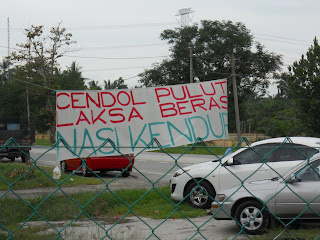 CENDOL PULUT
LAKSA BERAS
NASI KENDURI